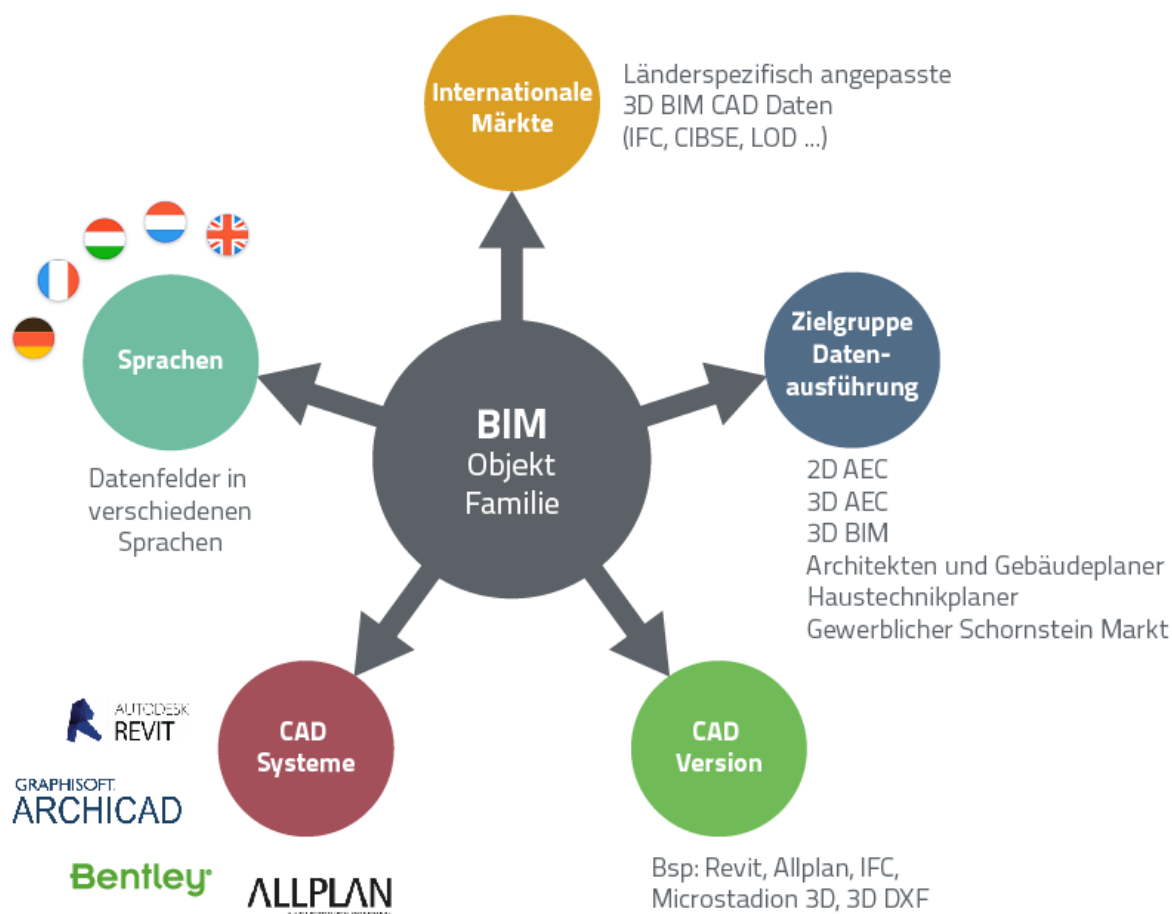 Internationale
Märkte
Länderspezifisch angepasste
3D BIM CAD Daten
(IFC, CIBSE, LOD ...)
Sprachen
Datenfelder in
verschiedenen
Sprachen
BIM
Objekt
Familie
Zielgruppe
Daten-
ausführung
2D AEC
3D AEC
3D BIM
Architekten und Gebäudeplaner
Haustechnikplaner
Gewerblicher Schornstein Markt
CAD
Systeme
AUTODESK
REVIT
GRAPHISOFT.
ARCHICAD
Bentley
ALLPLAN
CAD
Version
Bsp: Revit, Allplan, IFC,
Microstadion 3D, 3D DXF